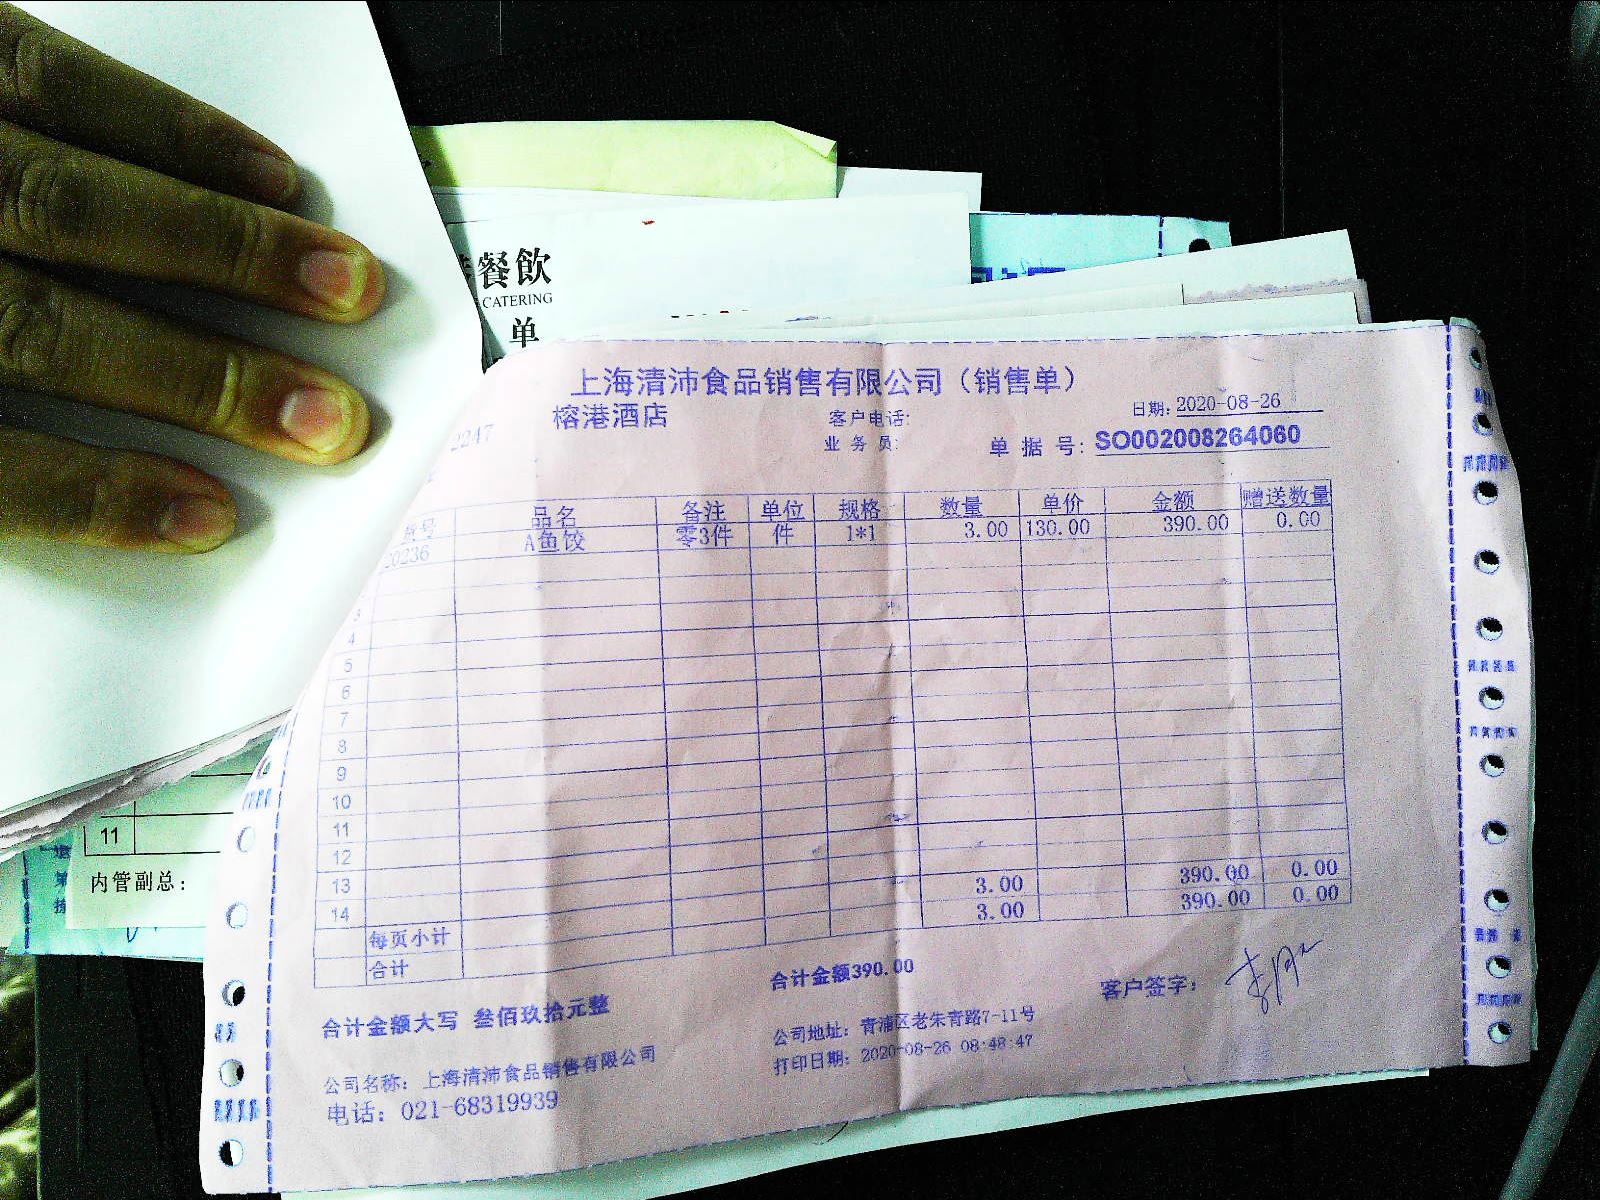 餐飲
CATERING
单
上海清沛食品销售有限公司（销售单）
榕港酒店
客户电话:
日期: 2020-08-26
2247
业务员:
单据号: SO002008264060
货号 品名 备注 单位 规格 数量 单价 金额 赠送数量
20236 A鱼饺 零3件 件 1*1 3.00 130.00 390.00 0.00
3
4
5
6
7
8
9
10
11
12
13 3.00 390.00 0.00
14 3.00 390.00 0.00
每页小计
合计
合计金额390.00
客户签字：
合计金额大写 叁佰玖拾元整
公司地址：青浦区老朱青路7-11号
打印日期：2020-08-26 08:48:47
公司名称：上海清沛食品销售有限公司
电话：021-68319939
11
内管副总：